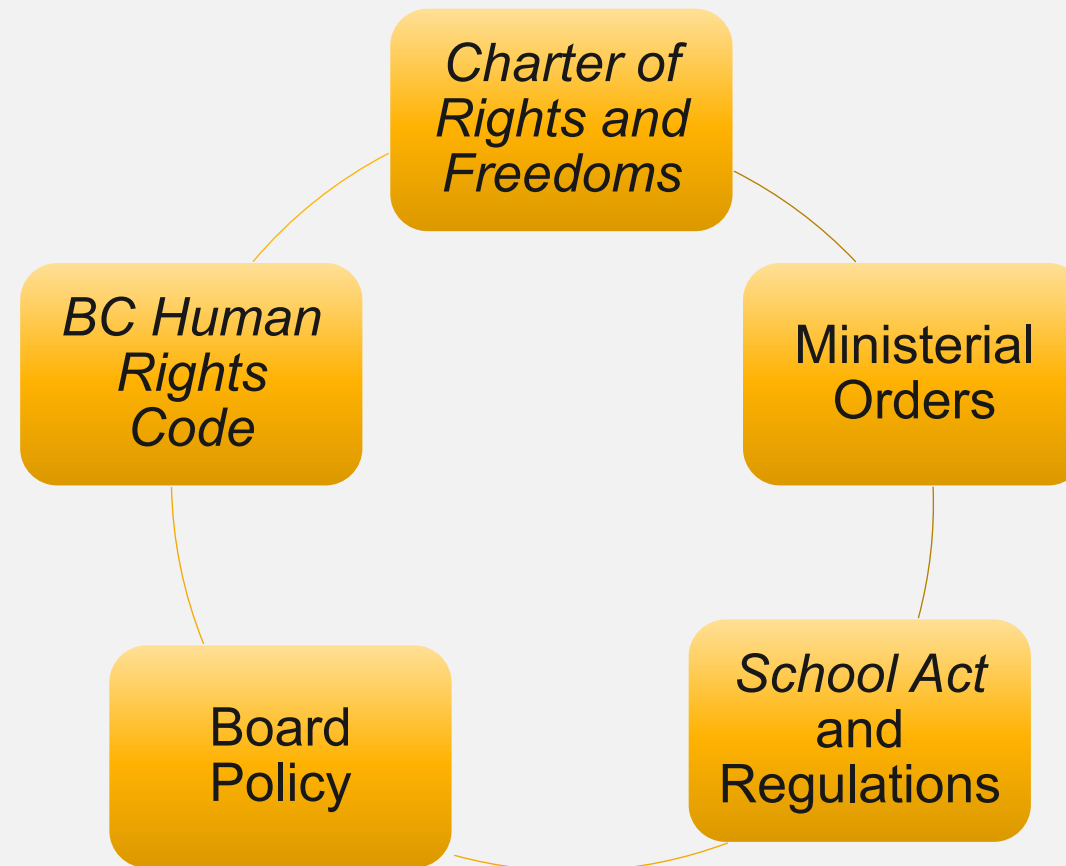 Charter of
Rights and
Freedoms
BC Human
Rights
Code
Ministerial
Orders
School Act
and
Regulations
Board
Policy